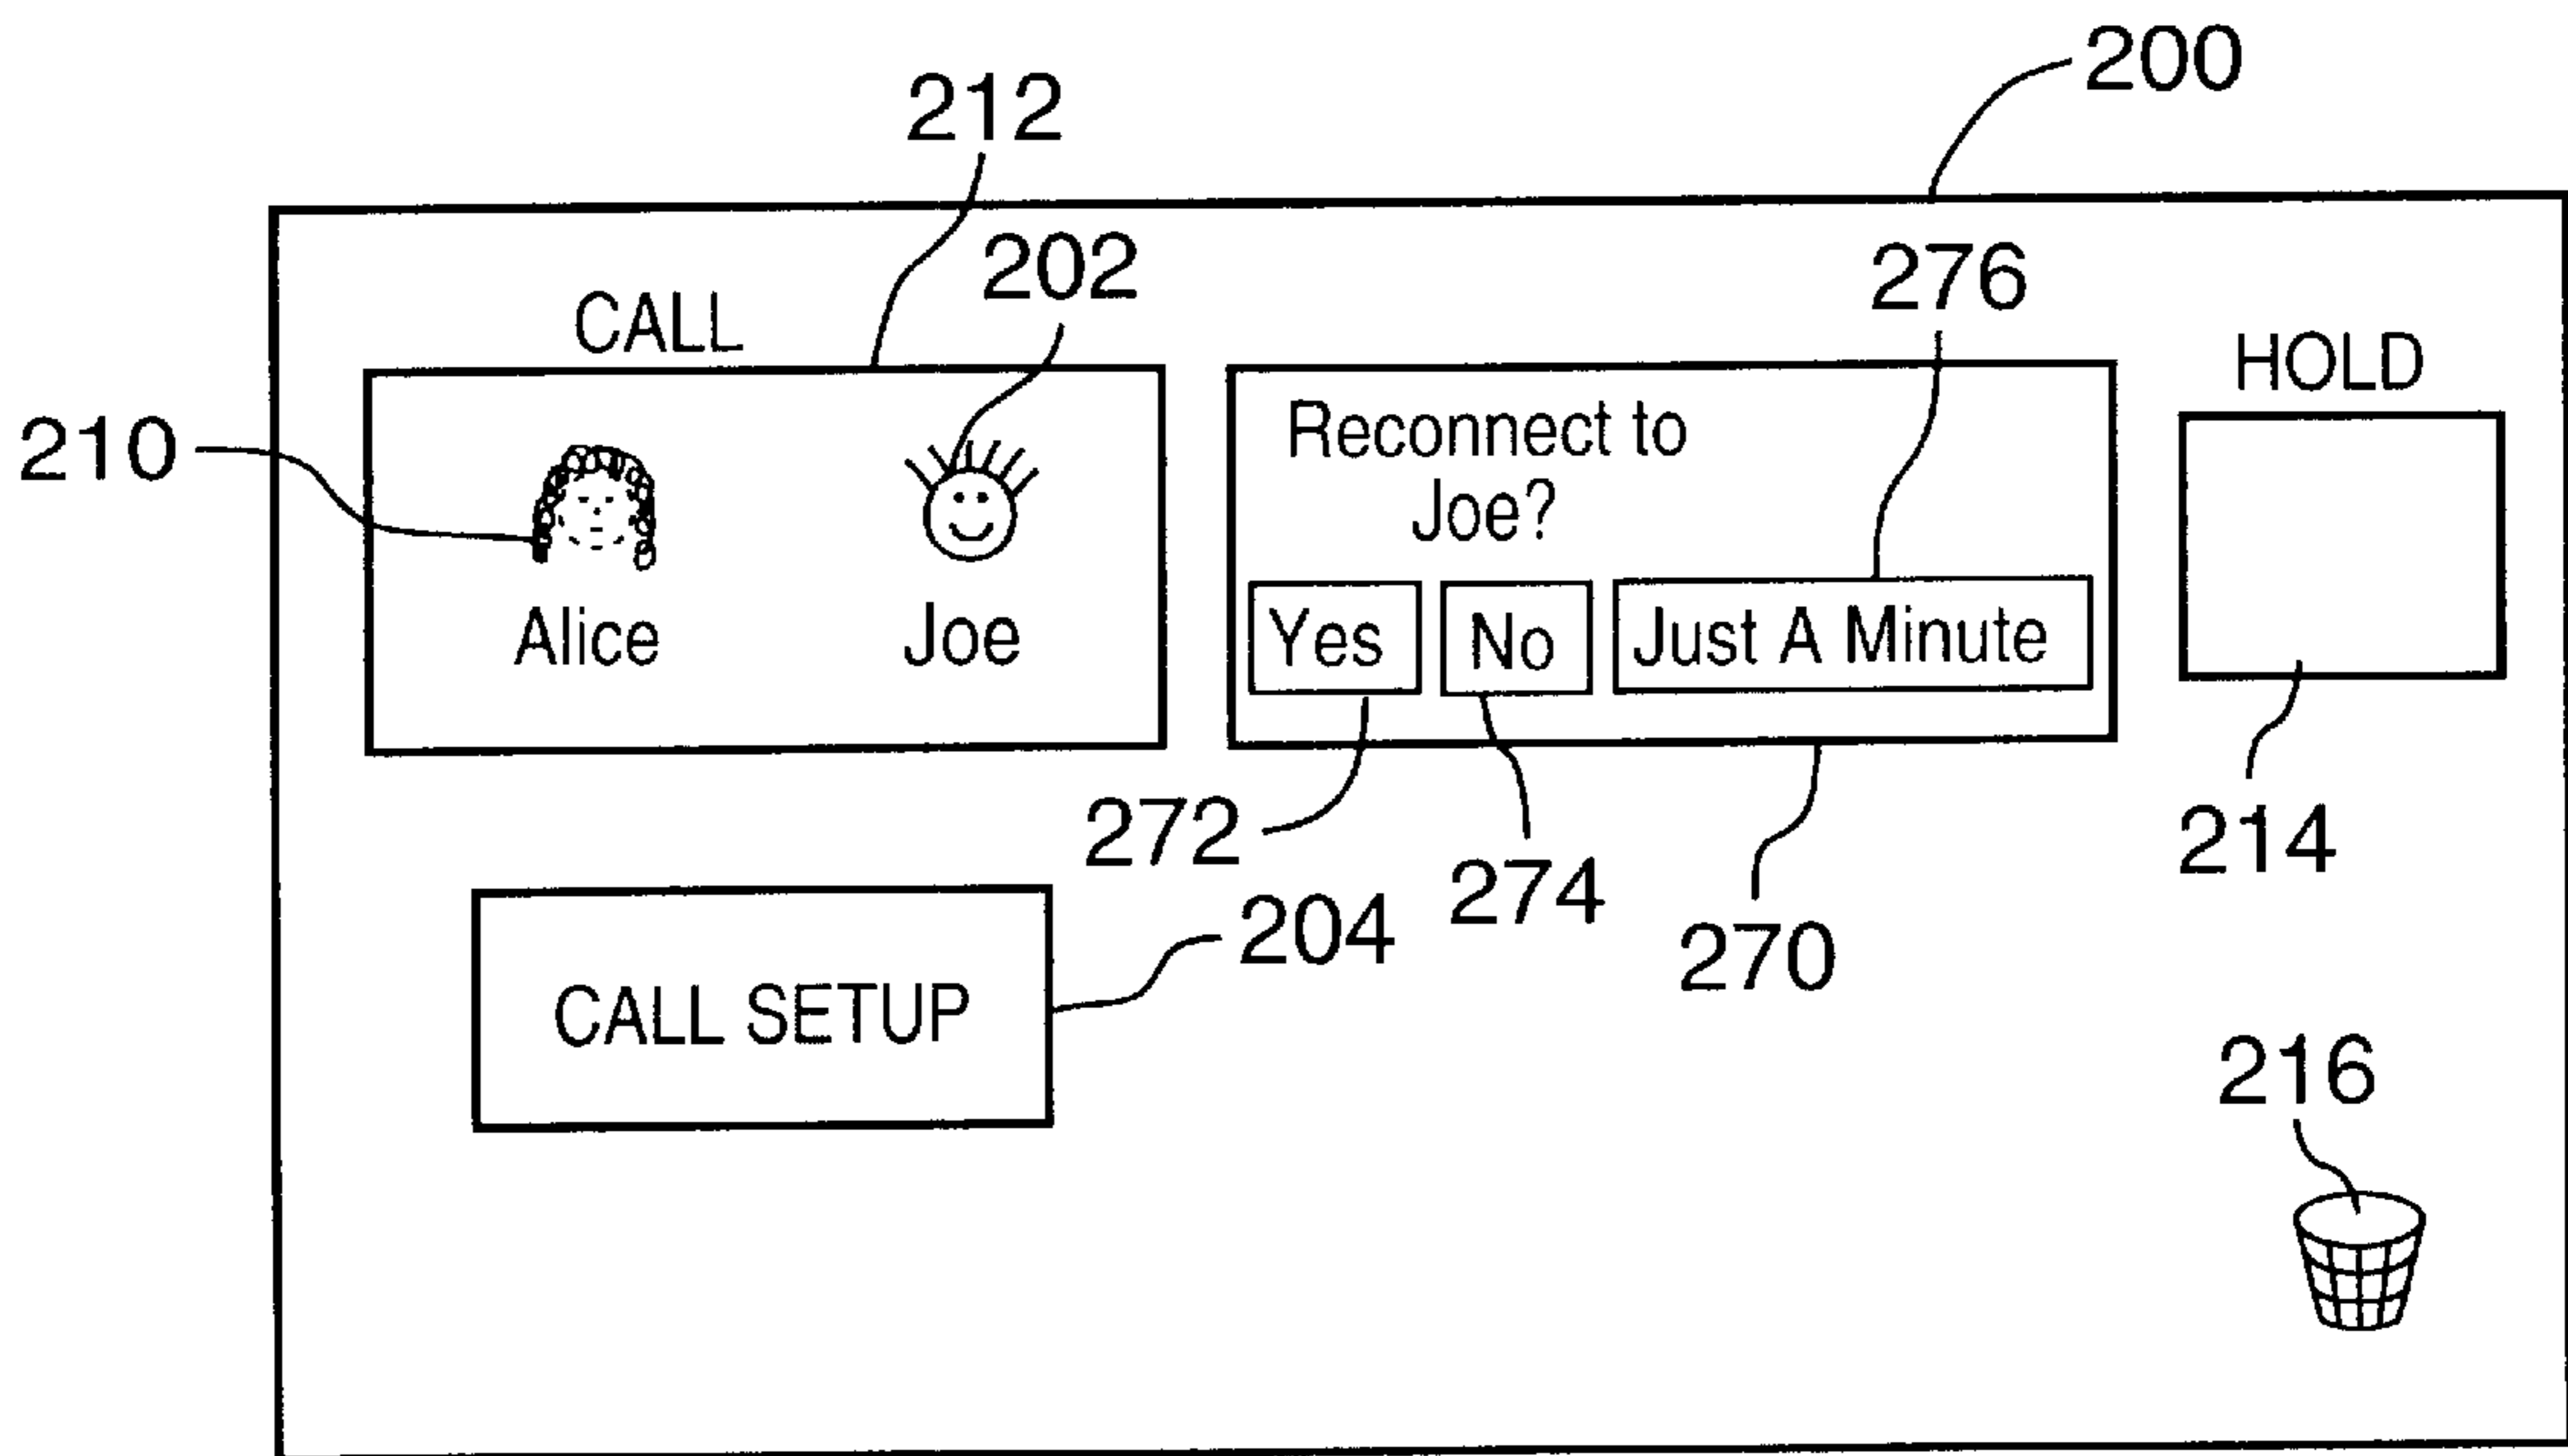 200
212
202
276
CALL
HOLD
210
Reconnect to
Joe?
Alice
Joe
Yes
No
Just A Minute
272
274
270
214
204
CALL SETUP
216